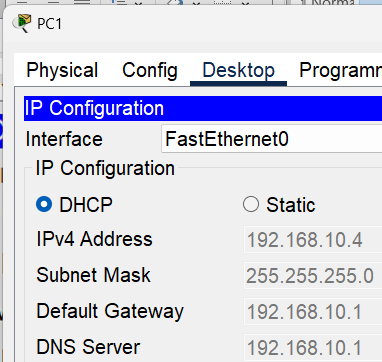 PC1
Physical Config Desktop Programm
IP Configuration
Interface FastEthernet0
IP Configuration
DHCP Static
IPv4 Address 192.168.10.4
Subnet Mask 255.255.255.0
Default Gateway 192.168.10.1
DNS Server 192.168.10.1